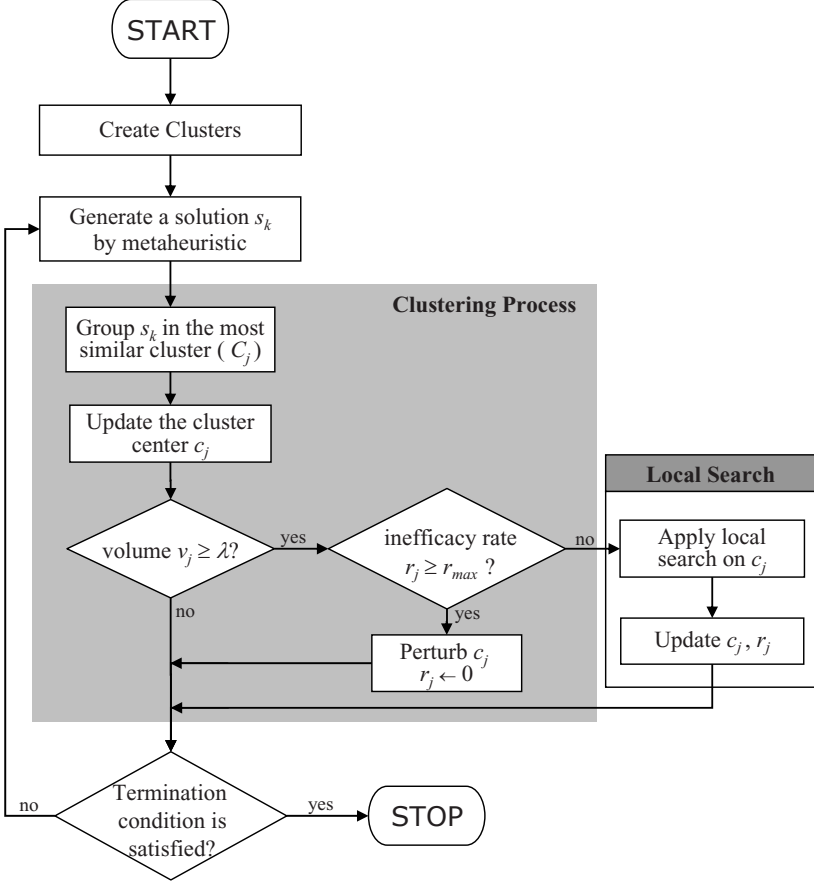 START
Create Clusters
Generate a solution s_k
by metaheuristic
Clustering Process
Group s_k in the most
similar cluster ( C_j )
Update the cluster
center c_j
volume v_j ≥ λ?
yes
inefficacy rate
r_j ≥ r_max ?
no
Local Search
Apply local
search on c_j
Update c_j , r_j
no
yes
Perturb c_j
r_j ← 0
Termination
condition is
satisfied?
no
yes
STOP